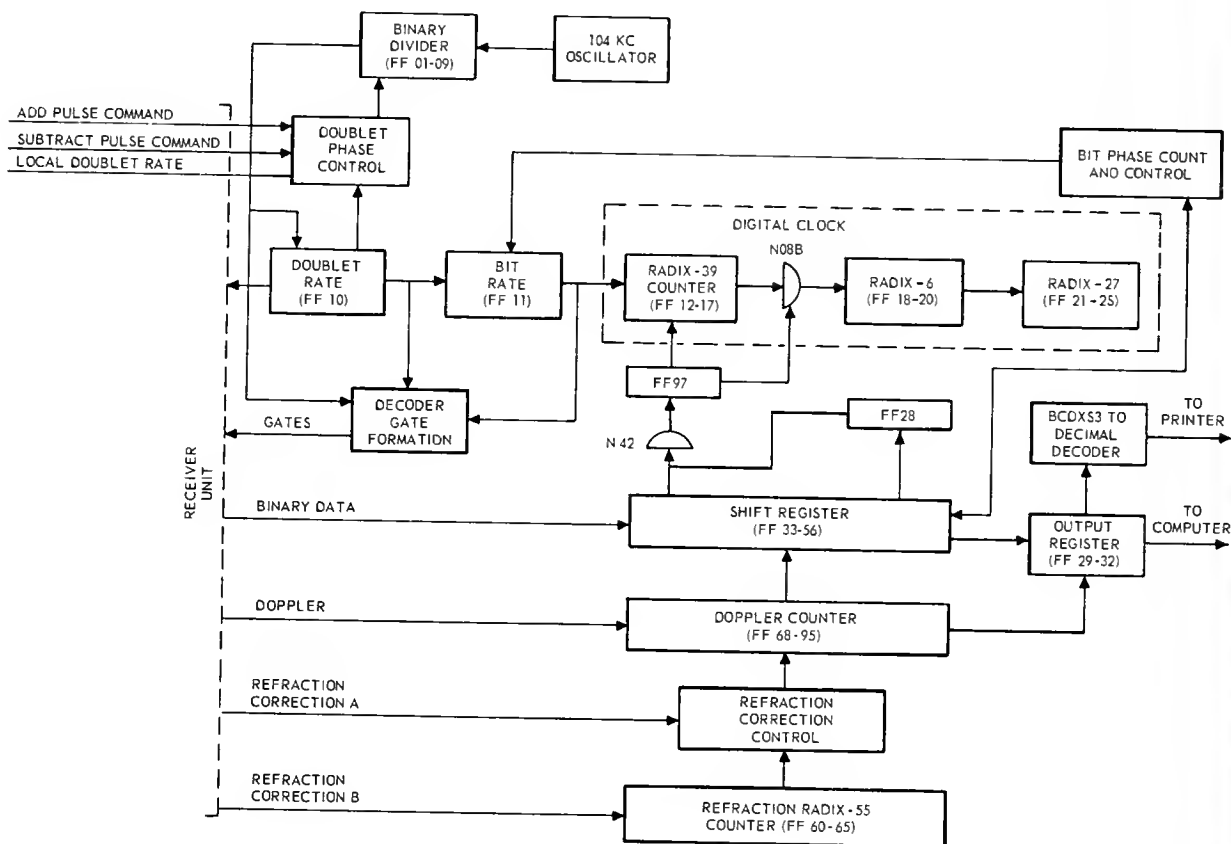 BINARY
DIVIDER
(FF 01-09)
104 KC
OSCILLATOR
ADD PULSE COMMAND
SUBTRACT PULSE COMMAND
LOCAL DOUBLET RATE
DOUBLET
PHASE
CONTROL
BIT PHASE COUNT
AND CONTROL
DIGITAL CLOCK
N08B
DOUBLET
RATE
(FF 10)
BIT
RATE
(FF 11)
RADIX-39
COUNTER
(FF 12-17)
RADIX-6
(FF 18-20)
RADIX-27
(FF 21-25)
FF97
DECODER
GATE
FORMATION
GATES
N 42
FF28
BCDXS3 TO
DECIMAL
DECODER
TO
PRINTER
RECEIVER
UNIT
BINARY DATA
SHIFT REGISTER
(FF 33-56)
OUTPUT
REGISTER
(FF 29-32)
TO
COMPUTER
DOPPLER
DOPPLER COUNTER
(FF 68-95)
REFRACTION
CORRECTION A
REFRACTION
CORRECTION
CONTROL
REFRACTION
CORRECTION B
REFRACTION RADIX-55
COUNTER (FF 60-65)